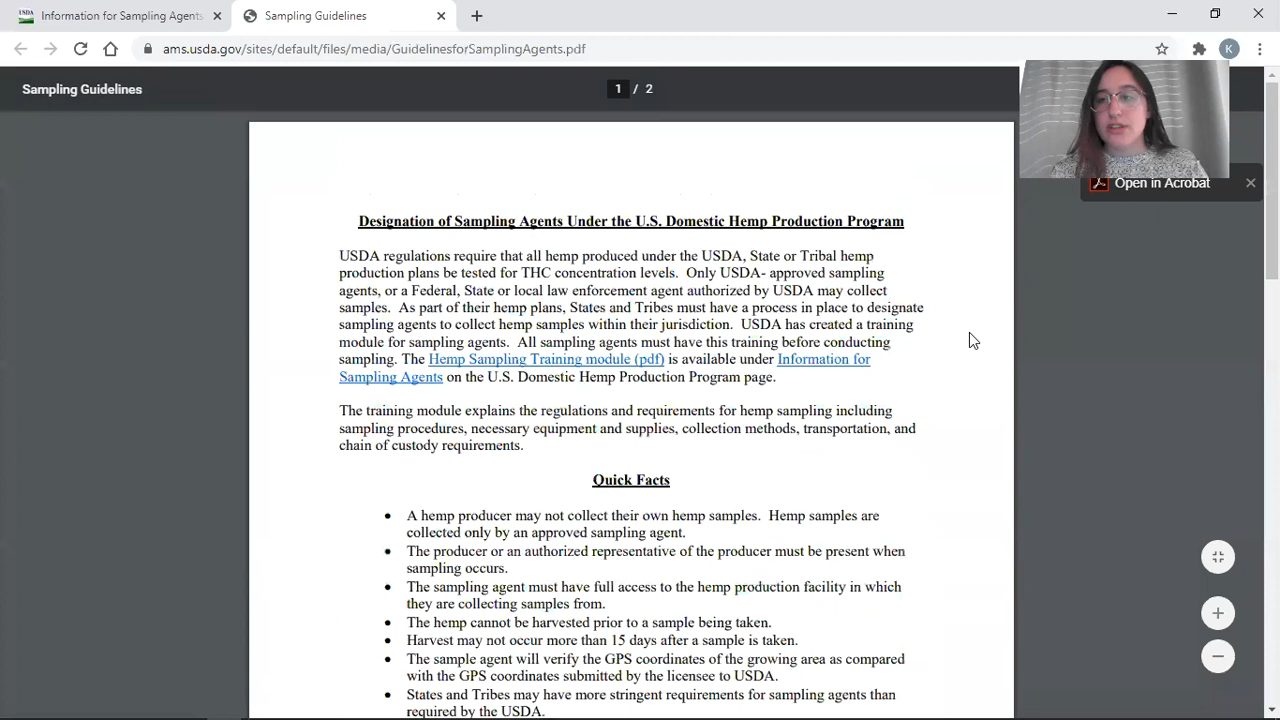 USDA
Information for Sampling Agents
Sampling Guidelines
ams.usda.gov/sites/default/files/media/GuidelinesforSamplingAgents.pdf
K
Sampling Guidelines
1 / 2
Open in Acrobat
Designation of Sampling Agents Under the U.S. Domestic Hemp Production Program
USDA regulations require that all hemp produced under the USDA, State or Tribal hemp
production plans be tested for THC concentration levels. Only USDA- approved sampling
agents, or a Federal, State or local law enforcement agent authorized by USDA may collect
samples. As part of their hemp plans, States and Tribes must have a process in place to designate
sampling agents to collect hemp samples within their jurisdiction. USDA has created a training
module for sampling agents. All sampling agents must have this training before conducting
sampling. The Hemp Sampling Training module (pdf) is available under Information for
Sampling Agents on the U.S. Domestic Hemp Production Program page.
The training module explains the regulations and requirements for hemp sampling including
sampling procedures, necessary equipment and supplies, collection methods, transportation, and
chain of custody requirements.
Quick Facts
• A hemp producer may not collect their own hemp samples. Hemp samples are
collected only by an approved sampling agent.
• The producer or an authorized representative of the producer must be present when
sampling occurs.
• The sampling agent must have full access to the hemp production facility in which
they are collecting samples from.
• The hemp cannot be harvested prior to a sample being taken.
• Harvest may not occur more than 15 days after a sample is taken.
• The sample agent will verify the GPS coordinates of the growing area as compared
with the GPS coordinates submitted by the licensee to USDA.
• States and Tribes may have more stringent requirements for sampling agents than
required by the USDA.